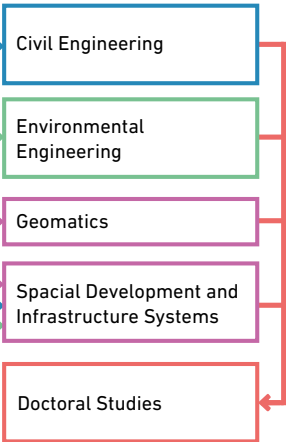 Civil Engineering
Environmental
Engineering
Geomatics
Spacial Development and
Infrastructure Systems
Doctoral Studies